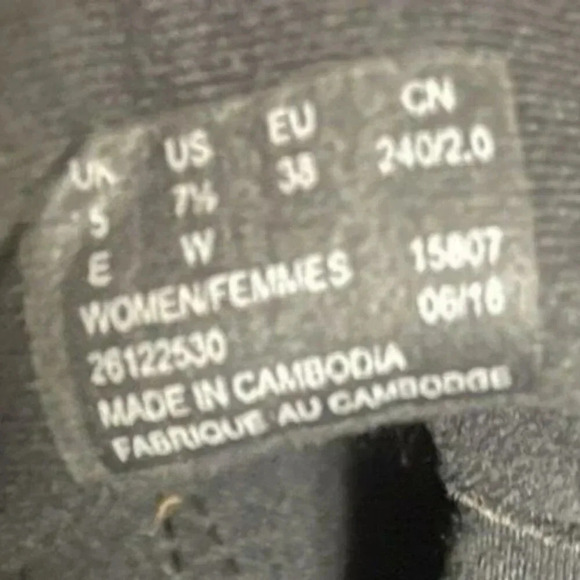 UK US EU CN
5 7½ 38 240/2.0
E W
WOMEN/FEMMES 15807
26122530 06/16
MADE IN CAMBODIA
FABRIQUE AU CAMBODGE